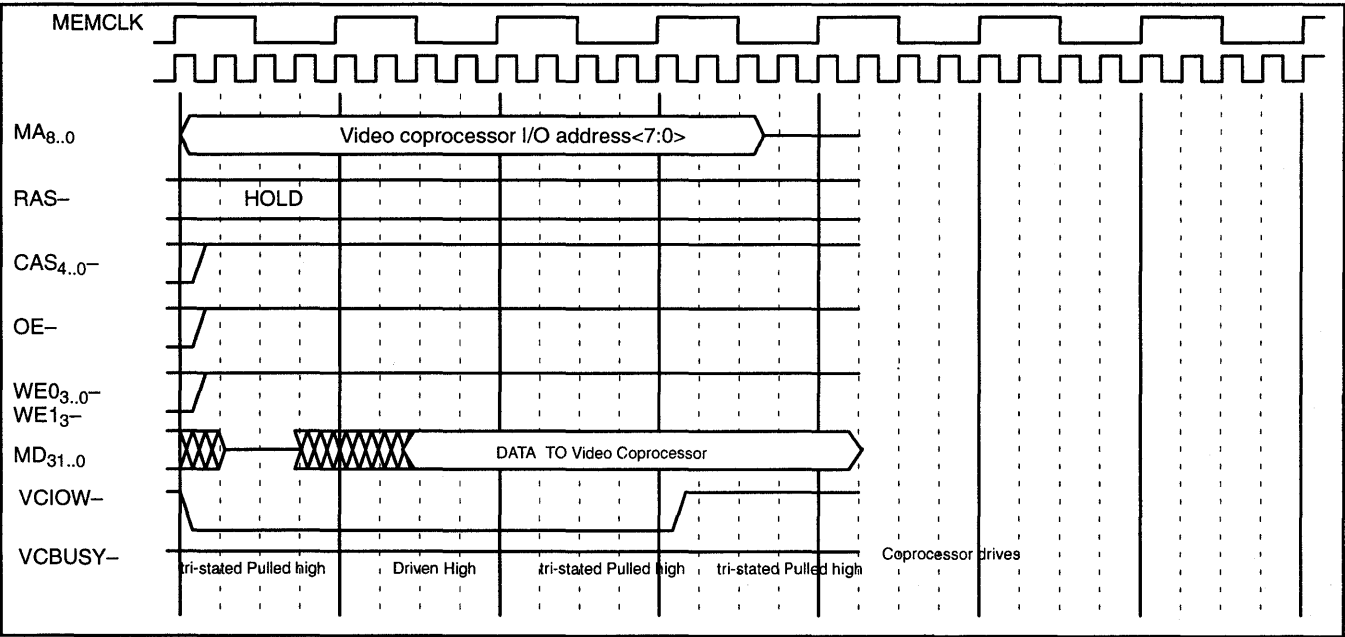 MEMCLK
MA8..0
Video coprocessor I/O address<7:0>
RAS–
HOLD
CAS4..0–
OE–
WE03..0–
WE13–
MD31..0
DATA TO Video Coprocessor
VCIOW–
VCBUSY–
Coprocessor drives
tri-stated Pulled high
Driven High
tri-stated Pulled high
tri-stated Pulled high